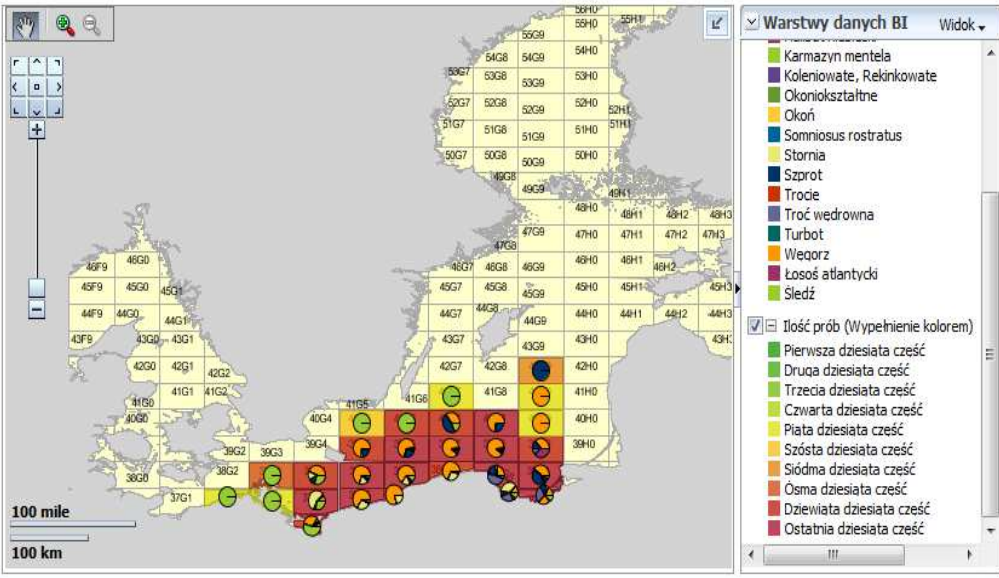 56H0
55H0 55H1
55G9
54G8 54G9 54H0
53G7 53G8 53G9 53H0
52G7 52G8 52G9 52H0 52H1
51G7 51G8 51G9 51H0 51H1
50G7 50G8 50G9 50H0
49G8 49G9 49H1
48H0 48H1 48H2 48H3
47G8 47G9 47H0 47H1 47H2 47H3
46F9 46G0 46G7 46G8 46G9 46H0 46H1 46H2
45F9 45G0 45G1 45G7 45G8 45G9 45H0 45H1 45H3
44F9 44G0 44G1 44G7 44G8 44G9 44H0 44H1 44H2 44H3
43F9 43G0 43G1 43G7 43G9 43H0 43H
42G0 42G1 42G2 42G7 42G8 42H0
41G0 41G1 41G2 41G5 41G6 41G8 41H0
40G0 40G4 40H0
39G2 39G3 39G4 39H0
38G0 38G2
37G1
100 mile
100 km
Warstwy danych BI Widok
Karmazyn mentela
Koleniowate, Rekinkowate
Okoniokształtne
Okoń
Somniosus rostratus
Stornia
Szprot
Trocie
Troć wędrowna
Turbot
Węgorz
Łosoś atlantycki
Śledź
Ilość prób (Wypełnienie kolorem)
Pierwsza dziesiąta część
Druga dziesiąta część
Trzecia dziesiąta część
Czwarta dziesiąta część
Piąta dziesiąta część
Szósta dziesiąta część
Siódma dziesiąta część
Ósma dziesiąta część
Dziewiąta dziesiąta część
Ostatnia dziesiąta część